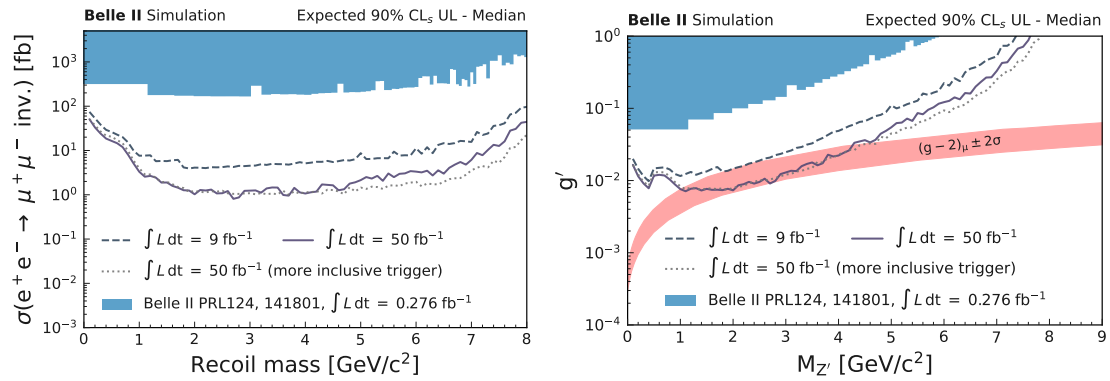 Belle II Simulation Expected 90% CLₛ UL - Median
σ(e⁺ e⁻ → μ⁺ μ⁻ inv.) [fb]
10³
10²
10¹
10⁰
10⁻¹
10⁻²
10⁻³
∫ L dt = 9 fb⁻¹ ∫ L dt = 50 fb⁻¹
∫ L dt = 50 fb⁻¹ (more inclusive trigger)
Belle II PRL124, 141801, ∫ L dt = 0.276 fb⁻¹
0 1 2 3 4 5 6 7 8
Recoil mass [GeV/c²]
Belle II Simulation Expected 90% CLₛ UL - Median
g′
10⁰
10⁻¹
10⁻²
10⁻³
10⁻⁴
(g − 2)μ ± 2σ
∫ L dt = 9 fb⁻¹ ∫ L dt = 50 fb⁻¹
∫ L dt = 50 fb⁻¹ (more inclusive trigger)
Belle II PRL124, 141801, ∫ L dt = 0.276 fb⁻¹
0 1 2 3 4 5 6 7 8 9
M_Z′ [GeV/c²]